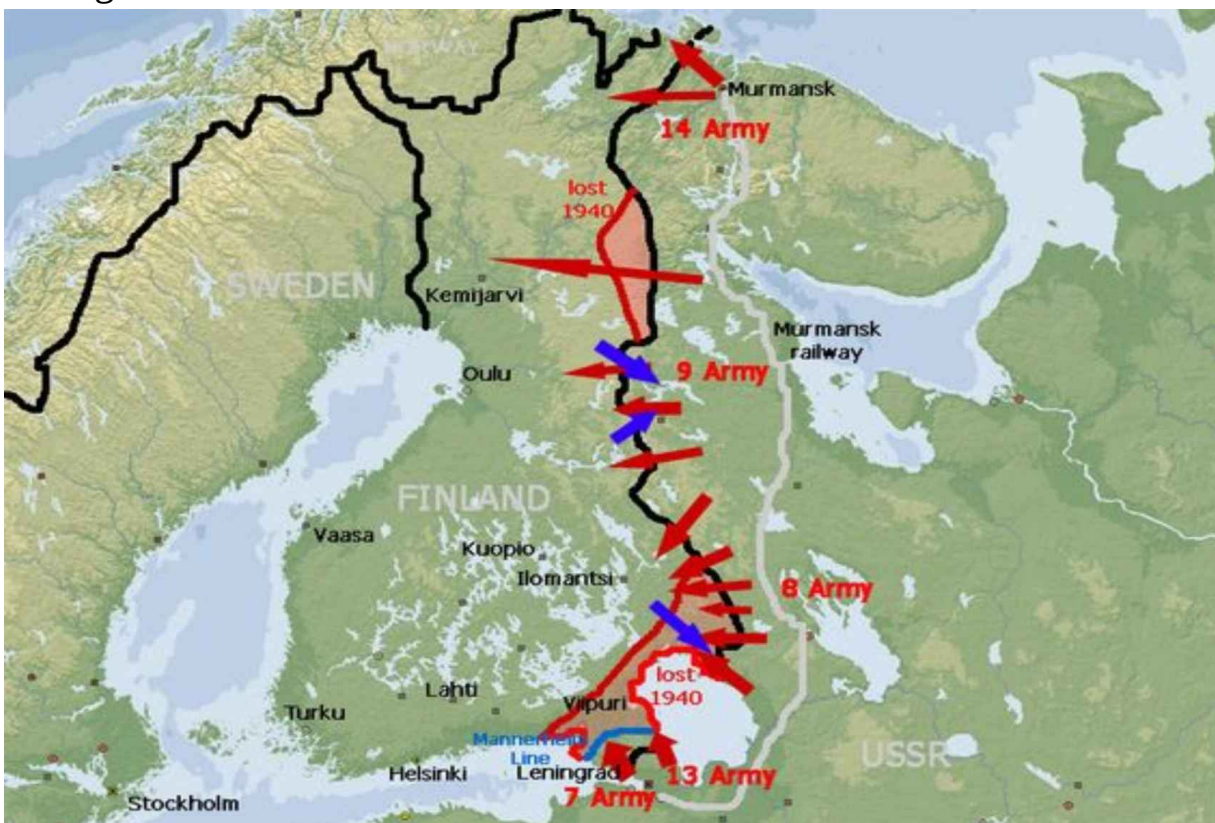 NORWAY
Murmansk
14 Army
lost
1940
SWEDEN
Kemijarvi
Murmansk
railway
Oulu
9 Army
FINLAND
Vaasa
Kuopio
Ilomantsi
8 Army
lost
1940
Lahti
Viipuri
Turku
Mannerheim
Line
USSR
Helsinki
Leningrad
13 Army
7 Army
Stockholm